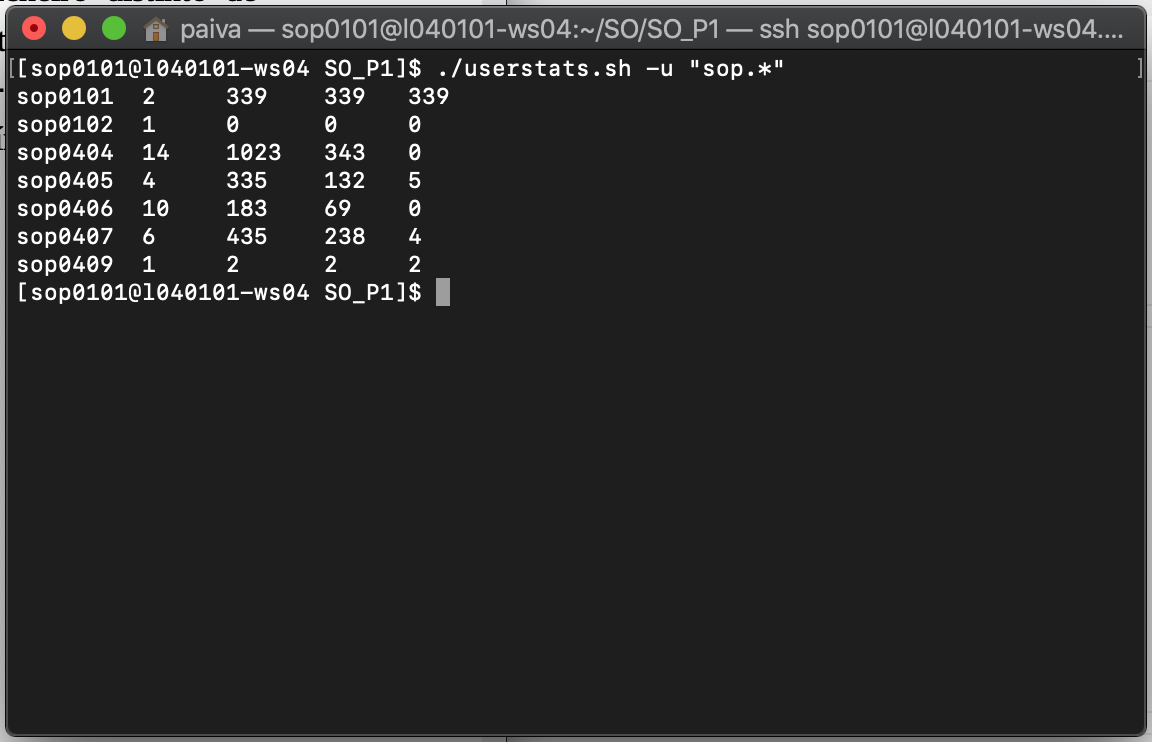 paiva — sop0101@l040101-ws04:~/SO/SO_P1 — ssh sop0101@l040101-ws04....
[[sop0101@l040101-ws04 SO_P1]$ ./userstats.sh -u "sop.*" ]
sop0101 2 339 339 339
sop0102 1 0 0 0
sop0404 14 1023 343 0
sop0405 4 335 132 5
sop0406 10 183 69 0
sop0407 6 435 238 4
sop0409 1 2 2 2
[sop0101@l040101-ws04 SO_P1]$